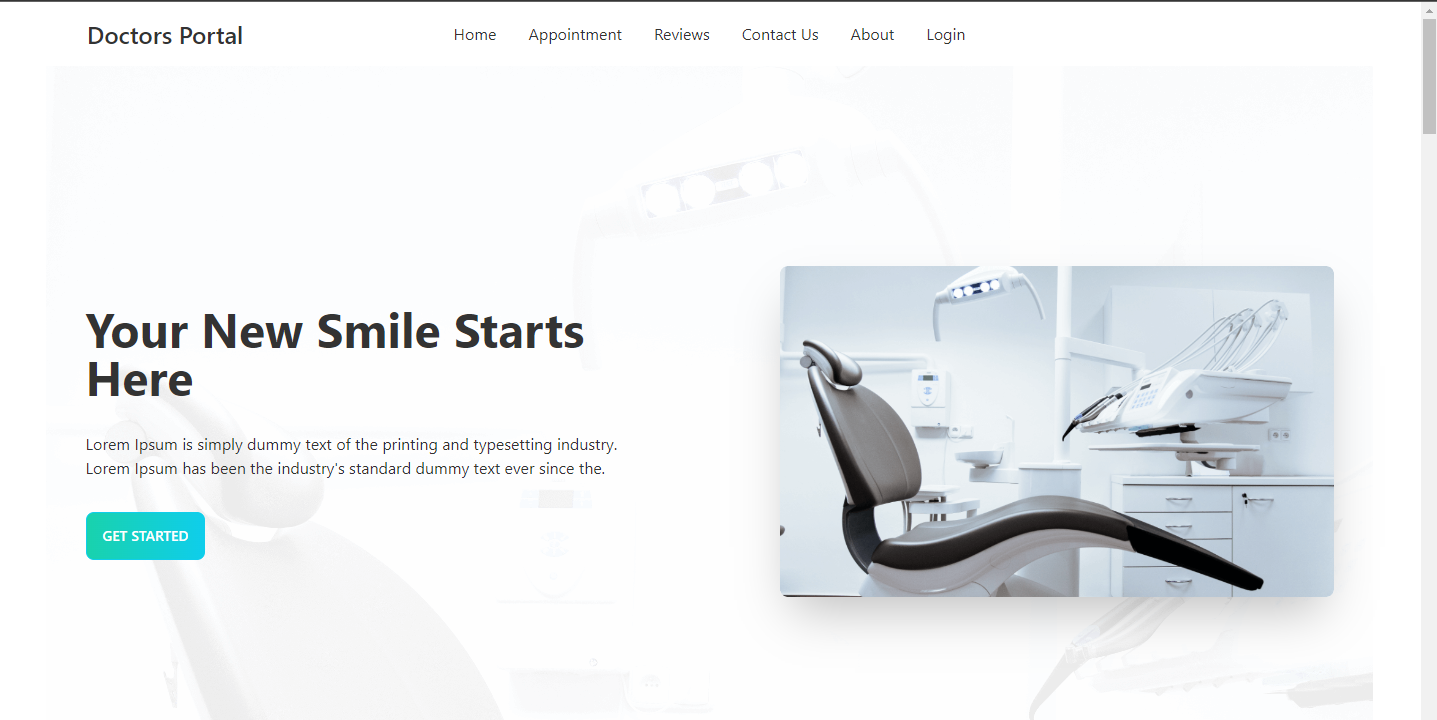 Doctors Portal
Home Appointment Reviews Contact Us About Login
Your New Smile Starts
Here
Lorem Ipsum is simply dummy text of the printing and typesetting industry.
Lorem Ipsum has been the industry's standard dummy text ever since the.
GET STARTED